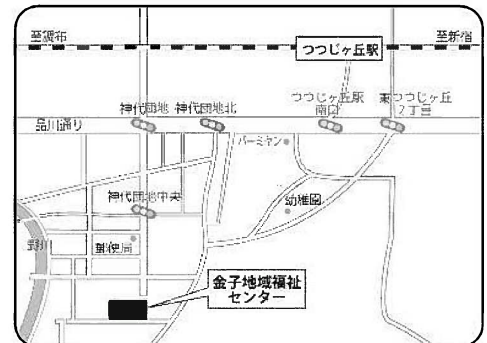 至調布
至新宿
つつじヶ丘駅
神代団地
神代団地北
つつじヶ丘駅
南口
東つつじヶ丘
2丁目
品川通り
バーミヤン
神代団地中央
幼稚園
野川
郵便局
金子地域福祉
センター